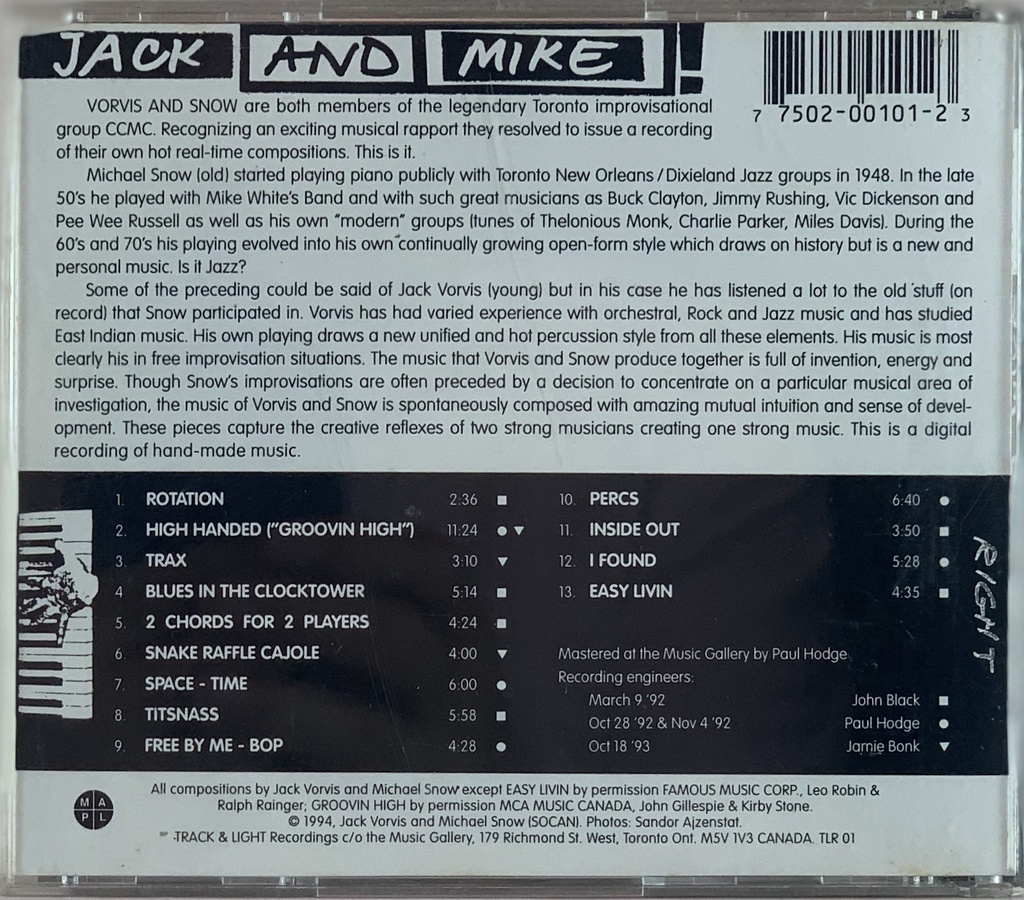 JACK AND MIKE!
7 7502-00101-2 3
VORVIS AND SNOW are both members of the legendary Toronto improvisational
group CCMC. Recognizing an exciting musical rapport they resolved to issue a recording
of their own hot real-time compositions. This is it.
Michael Snow (old) started playing piano publicly with Toronto New Orleans/Dixieland Jazz groups in 1948. In the late
50's he played with Mike White's Band and with such great musicians as Buck Clayton, Jimmy Rushing, Vic Dickenson and
Pee Wee Russell as well as his own "modern" groups (tunes of Thelonious Monk, Charlie Parker, Miles Davis). During the
60's and 70's his playing evolved into his own continually growing open-form style which draws on history but is a new and
personal music. Is it Jazz?
Some of the preceding could be said of Jack Vorvis (young) but in his case he has listened a lot to the old stuff (on
record) that Snow participated in. Vorvis has had varied experience with orchestral, Rock and Jazz music and has studied
East Indian music. His own playing draws a new unified and hot percussion style from all these elements. His music is most
clearly his in free improvisation situations. The music that Vorvis and Snow produce together is full of invention, energy and
surprise. Though Snow's improvisations are often preceded by a decision to concentrate on a particular musical area of
investigation, the music of Vorvis and Snow is spontaneously composed with amazing mutual intuition and sense of devel-
opment. These pieces capture the creative reflexes of two strong musicians creating one strong music. This is a digital
recording of hand-made music.
1. ROTATION 2:36 ■
2. HIGH HANDED ("GROOVIN HIGH") 11:24 ● ▼
3. TRAX 3:10 ▼
4 BLUES IN THE CLOCKTOWER 5:14 ■
5. 2 CHORDS FOR 2 PLAYERS 4:24 ■
6. SNAKE RAFFLE CAJOLE 4:00 ▼
7. SPACE - TIME 6:00 ●
8. TITSNASS 5:58 ■
9. FREE BY ME - BOP 4:28 ●
10. PERCS 6:40 ●
11. INSIDE OUT 3:50 ■
12. I FOUND 5:28 ●
13. EASY LIVIN 4:35 ■
Mastered at the Music Gallery by Paul Hodge
Recording engineers:
March 9 '92 John Black ■
Oct 28 '92 & Nov 4 '92 Paul Hodge ●
Oct 18 '93 Jamie Bonk ▼
RIGHT
M A
P L
All compositions by Jack Vorvis and Michael Snow except EASY LIVIN by permission FAMOUS MUSIC CORP., Leo Robin &
Ralph Rainger; GROOVIN HIGH by permission MCA MUSIC CANADA, John Gillespie & Kirby Stone.
© 1994, Jack Vorvis and Michael Snow (SOCAN). Photos: Sandor Ajzenstat.
TRACK & LIGHT Recordings c/o the Music Gallery, 179 Richmond St. West, Toronto Ont. M5V 1V3 CANADA. TLR 01